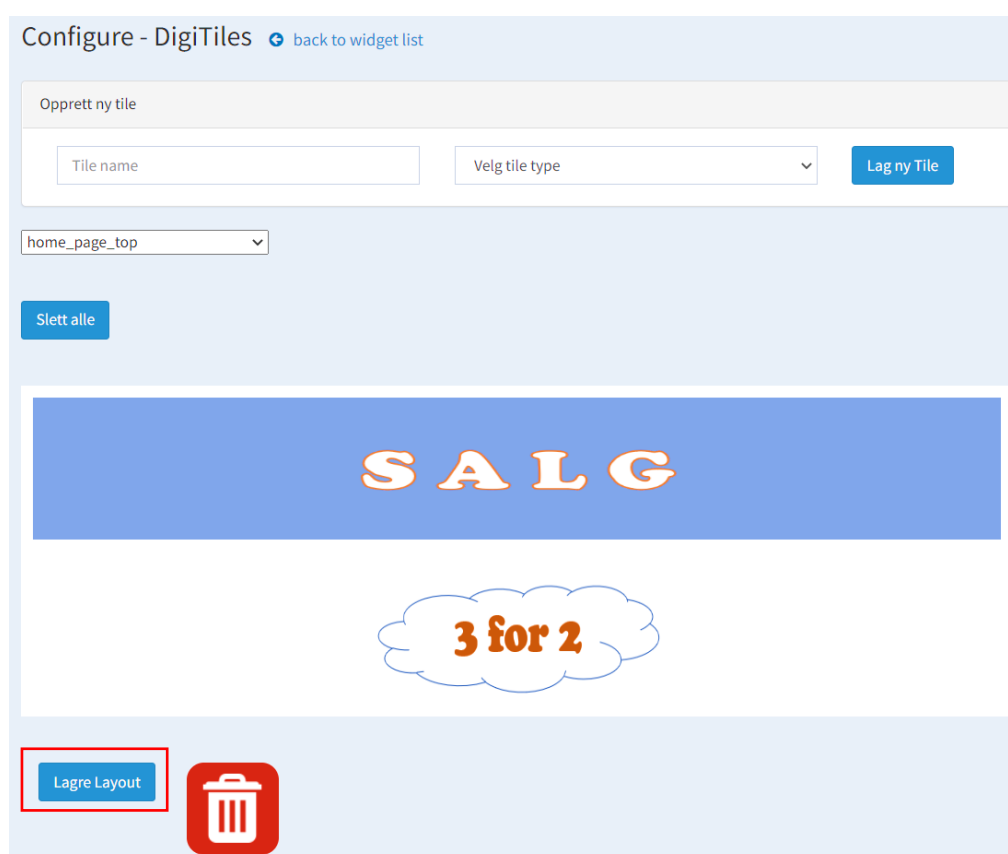 Configure - DigiTiles back to widget list
Opprett ny tile
Tile name Velg tile type Lag ny Tile
home_page_top
Slett alle
S A L G
3 for 2
Lagre Layout